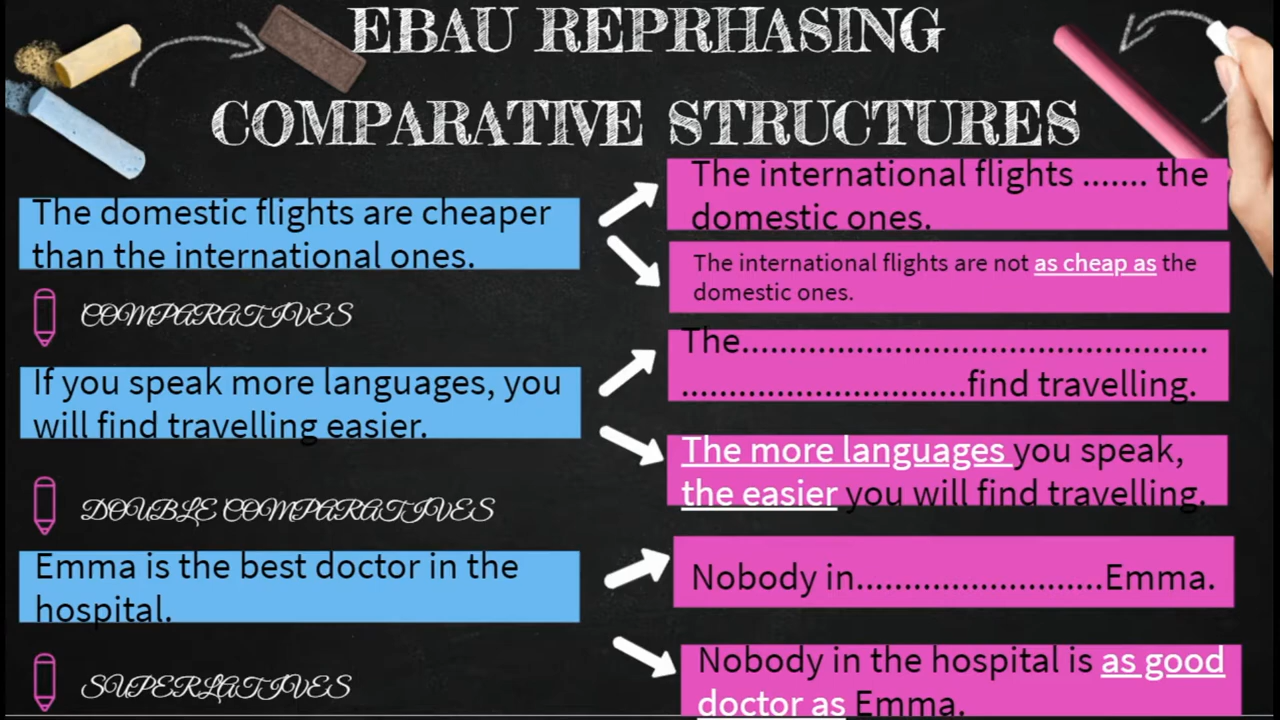 EBAU REPRHASING
COMPARATIVE STRUCTURES
The domestic flights are cheaper
than the international ones.
The international flights ....... the
domestic ones.
The international flights are not as cheap as the
domestic ones.
COMPARATIVES
If you speak more languages, you
will find travelling easier.
The.................................................
..............................find travelling.
The more languages you speak,
the easier you will find travelling.
DOUBLE COMPARATIVES
Emma is the best doctor in the
hospital.
Nobody in..........................Emma.
Nobody in the hospital is as good
doctor as Emma.
SUPERLATIVES